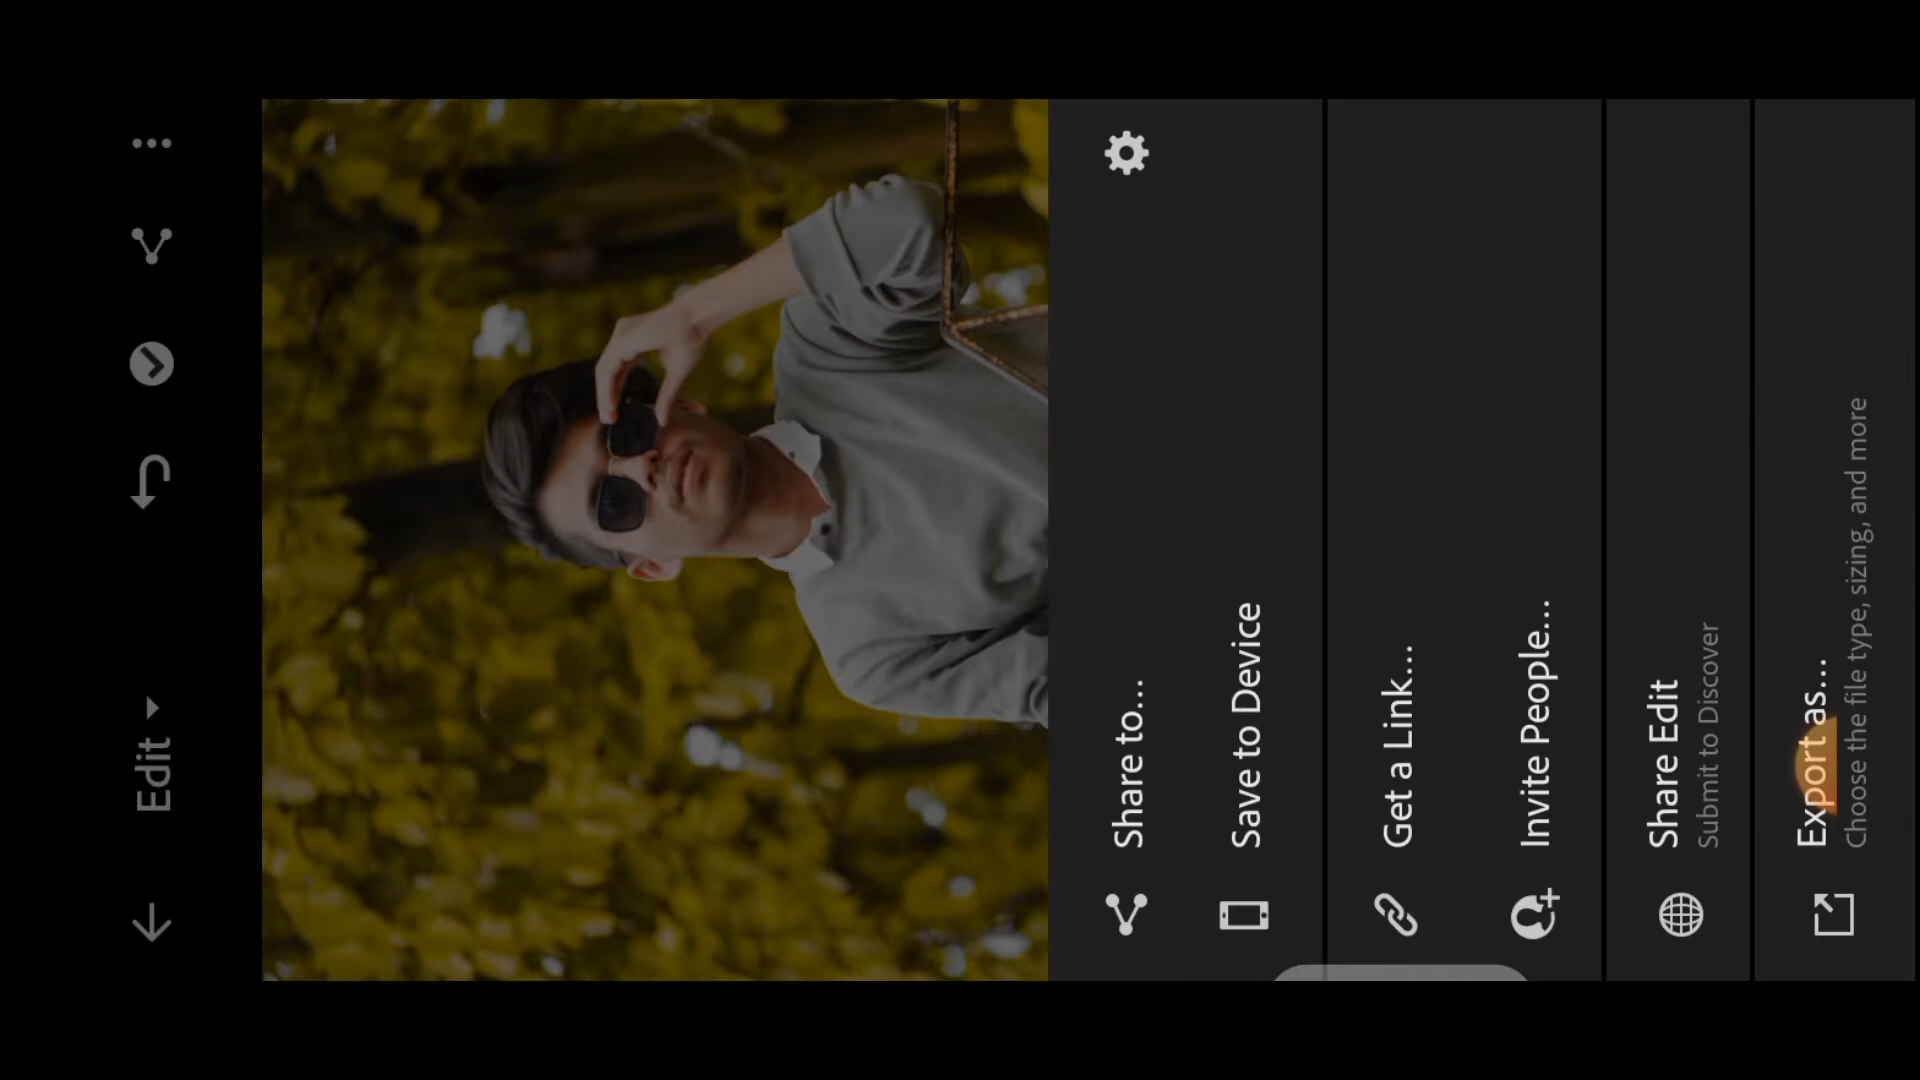 Edit
Share to...
Save to Device
Get a Link...
Invite People...
Share Edit
Submit to Discover
Export as...
Choose the file type, sizing, and more